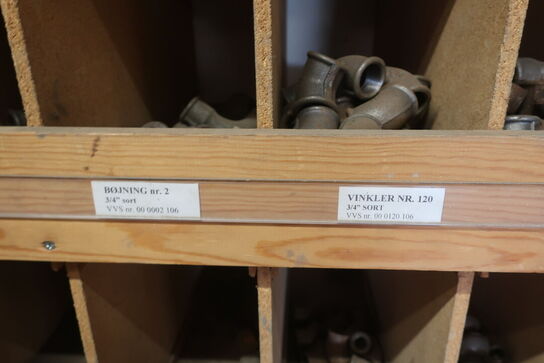 BØJNING nr. 2
3/4" sort
VVS nr. 00 0002 106
VINKLER NR. 120
3/4" SORT
VVS nr. 00 0120 106